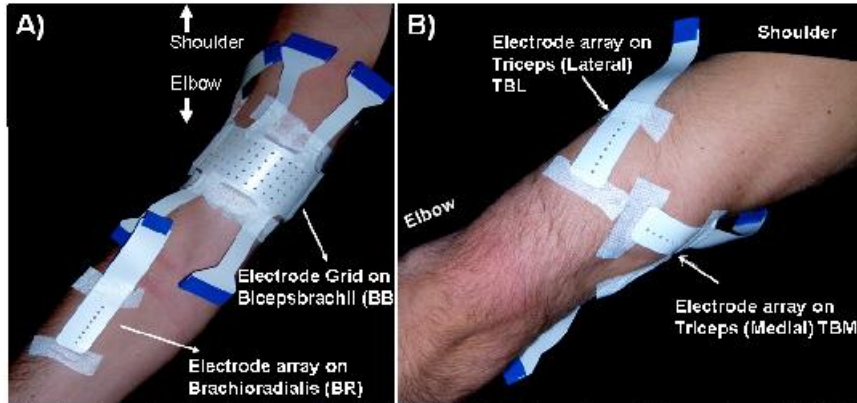 A)
Shoulder
Elbow
Electrode Grid on
Bicepsbrachii (BB
Electrode array on
Brachioradialis (BR)
B)
Electrode array on
Triceps (Lateral)
TBL
Shoulder
Elbow
Electrode array on
Triceps (Medial) TBM